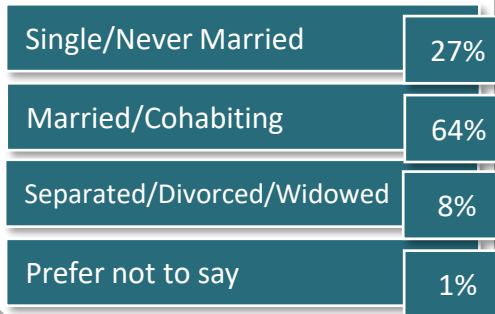 Single/Never Married 27%
Married/Cohabiting 64%
Separated/Divorced/Widowed 8%
Prefer not to say 1%